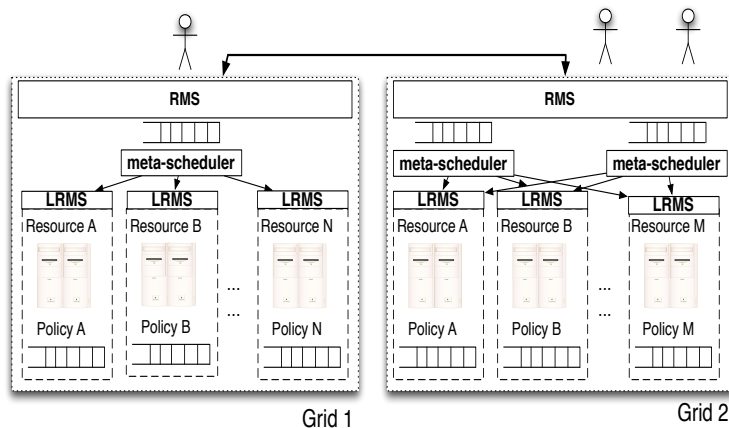 RMS
meta-scheduler
LRMS
LRMS
LRMS
Resource A
Resource B
Resource N
...
...
Policy A
Policy B
Policy N
Grid 1
RMS
meta-scheduler
meta-scheduler
LRMS
LRMS
LRMS
Resource A
Resource B
Resource M
...
...
Policy A
Policy B
Policy M
Grid 2